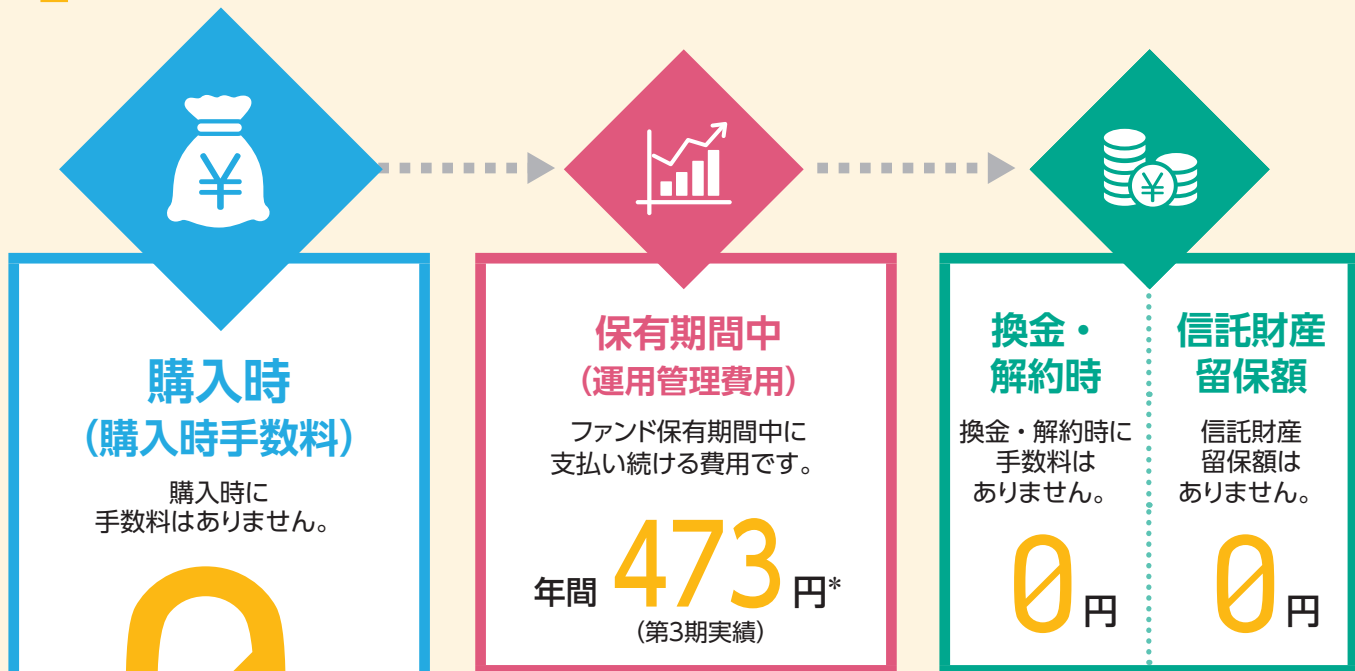 購入時
（購入時手数料）
購入時に
手数料はありません。
保有期間中
（運用管理費用）
ファンド保有期間中に
支払い続ける費用です。
年間 473 円*
（第3期実績）
換金・
解約時
換金・解約時に
手数料は
ありません。
0 円
信託財産
留保額
信託財産
留保額は
ありません。
0 円